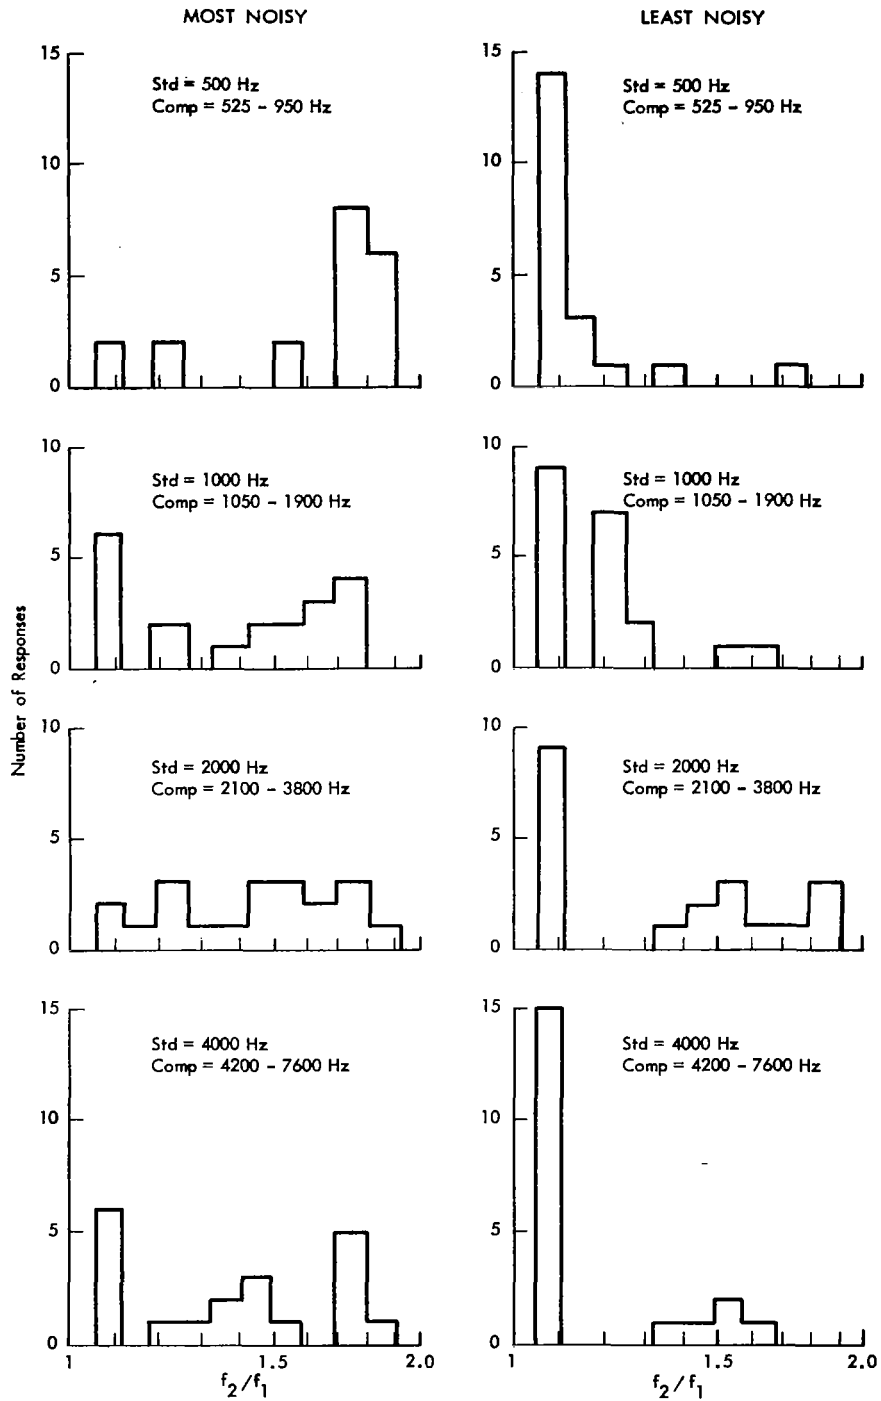 MOST NOISY
LEAST NOISY
15
Std = 500 Hz
Comp = 525 - 950 Hz
10
5
0
15
Std = 500 Hz
Comp = 525 - 950 Hz
10
5
0
10
Std = 1000 Hz
Comp = 1050 - 1900 Hz
5
0
10
Std = 1000 Hz
Comp = 1050 - 1900 Hz
5
0
Number of Responses
10
Std = 2000 Hz
Comp = 2100 - 3800 Hz
5
0
10
Std = 2000 Hz
Comp = 2100 - 3800 Hz
5
0
15
Std = 4000 Hz
Comp = 4200 - 7600 Hz
10
5
0
1 1.5 2.0
f2/f1
15
Std = 4000 Hz
Comp = 4200 - 7600 Hz
10
5
0
1 1.5 2.0
f2/f1